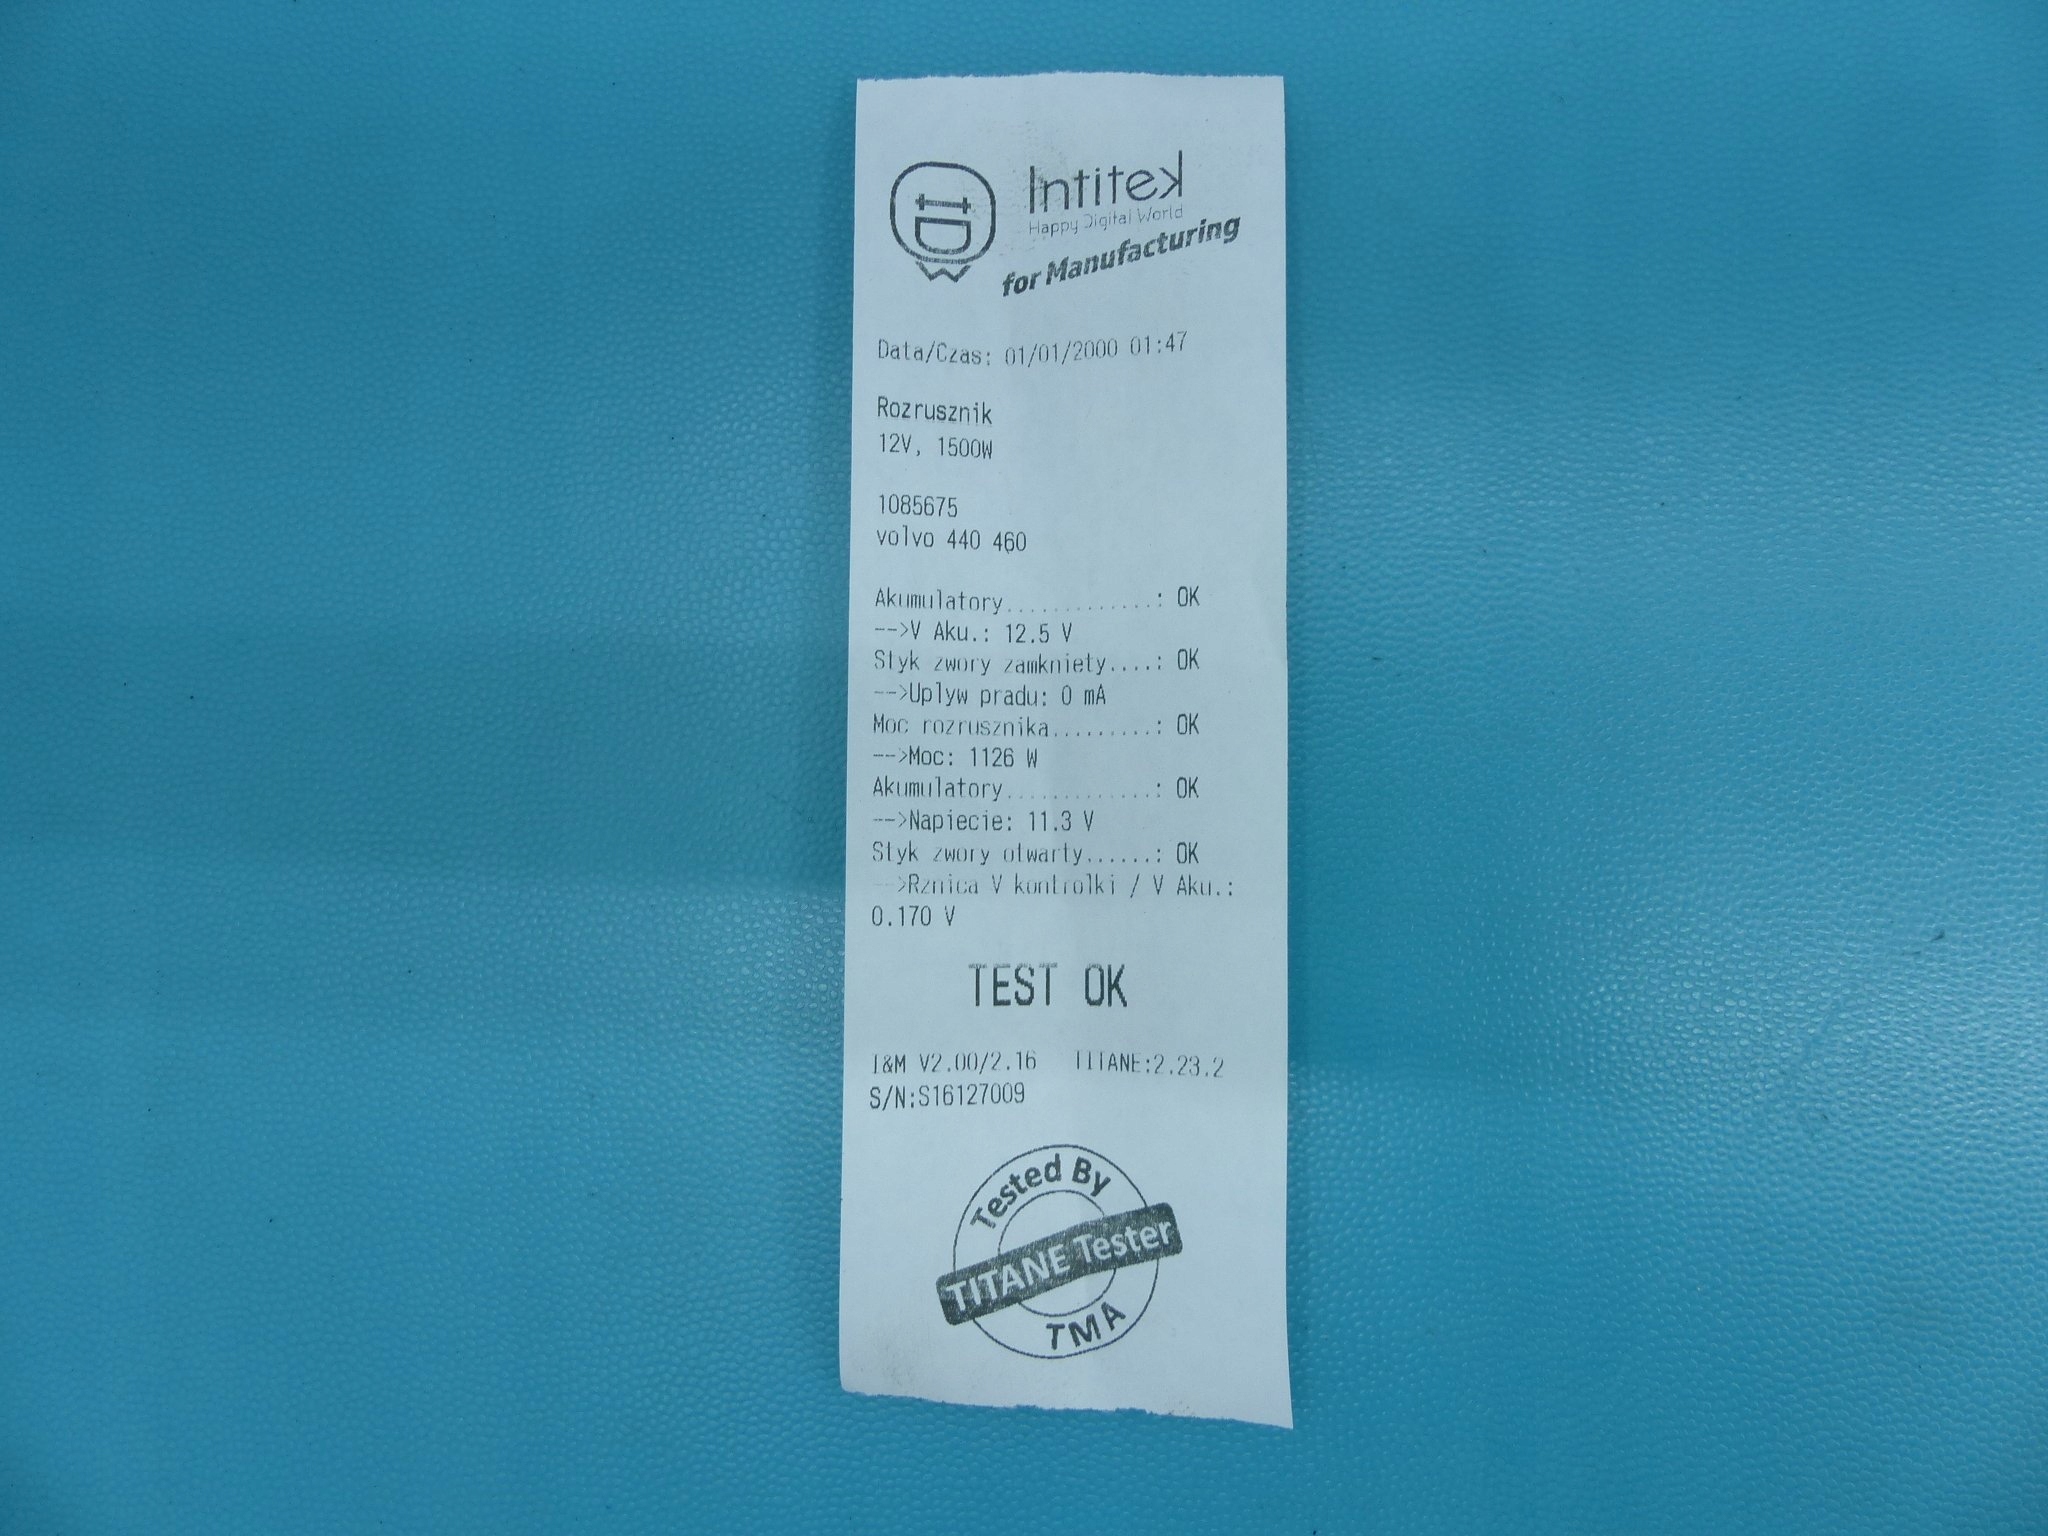 Intitek
Happy Digital World
for Manufacturing
Data/Czas: 01/01/2000 01:47
Rozrusznik
12V, 1500W
1085675
volvo 440 460
Akumulatory.............: OK
-->V Aku.: 12.5 V
Styk zwory zamkniety....: OK
-->Uplyw pradu: 0 mA
Moc rozrusznika.........: OK
-->Moc: 1126 W
Akumulatory.............: OK
-->Napiecie: 11.3 V
Styk zwory otwarty......: OK
-->Rznica V kontrolki / V Aku.:
0.170 V
TEST OK
I&M V2.00/2.16 TITANE:2.23.2
S/N:S16127009
Tested By
TITANE Tester
TMA